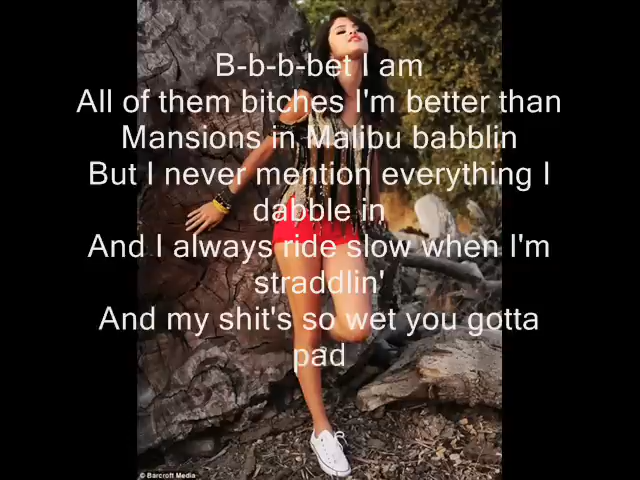 B-b-b-bet I am
All of them bitches I'm better than
Mansions in Malibu babblin
But I never mention everything I
dabble in
And I always ride slow when I'm
straddlin'
And my shit's so wet you gotta
pad
© Barcroft Media